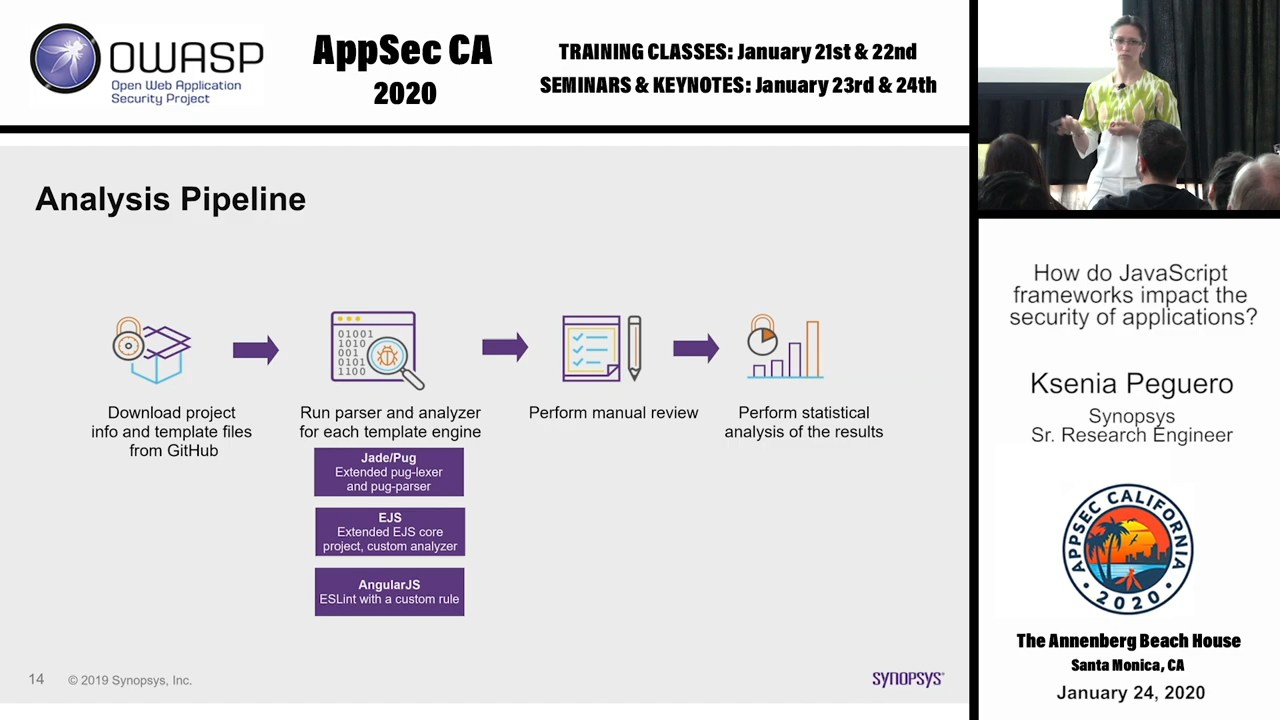 OWASP
Open Web Application
Security Project
AppSec CA
2020
TRAINING CLASSES: January 21st & 22nd
SEMINARS & KEYNOTES: January 23rd & 24th
Analysis Pipeline
01001
1010
001
0101
1100
Download project
info and template files
from GitHub
Run parser and analyzer
for each template engine
Jade/Pug
Extended pug-lexer
and pug-parser
EJS
Extended EJS core
project, custom analyzer
AngularJS
ESLint with a custom rule
Perform manual review
Perform statistical
analysis of the results
14 © 2019 Synopsys, Inc.
SYNOPSYS®
How do JavaScript
frameworks impact the
security of applications?
Ksenia Peguero
Synopsys
Sr. Research Engineer
APPSEC CALIFORNIA
• 2020 •
The Annenberg Beach House
Santa Monica, CA
January 24, 2020